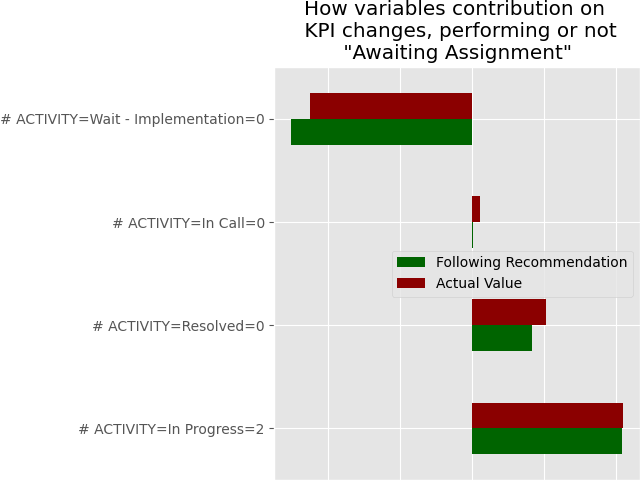 How variables contribution on
KPI changes, performing or not
"Awaiting Assignment"
# ACTIVITY=Wait - Implementation=0
# ACTIVITY=In Call=0
Following Recommendation
Actual Value
# ACTIVITY=Resolved=0
# ACTIVITY=In Progress=2